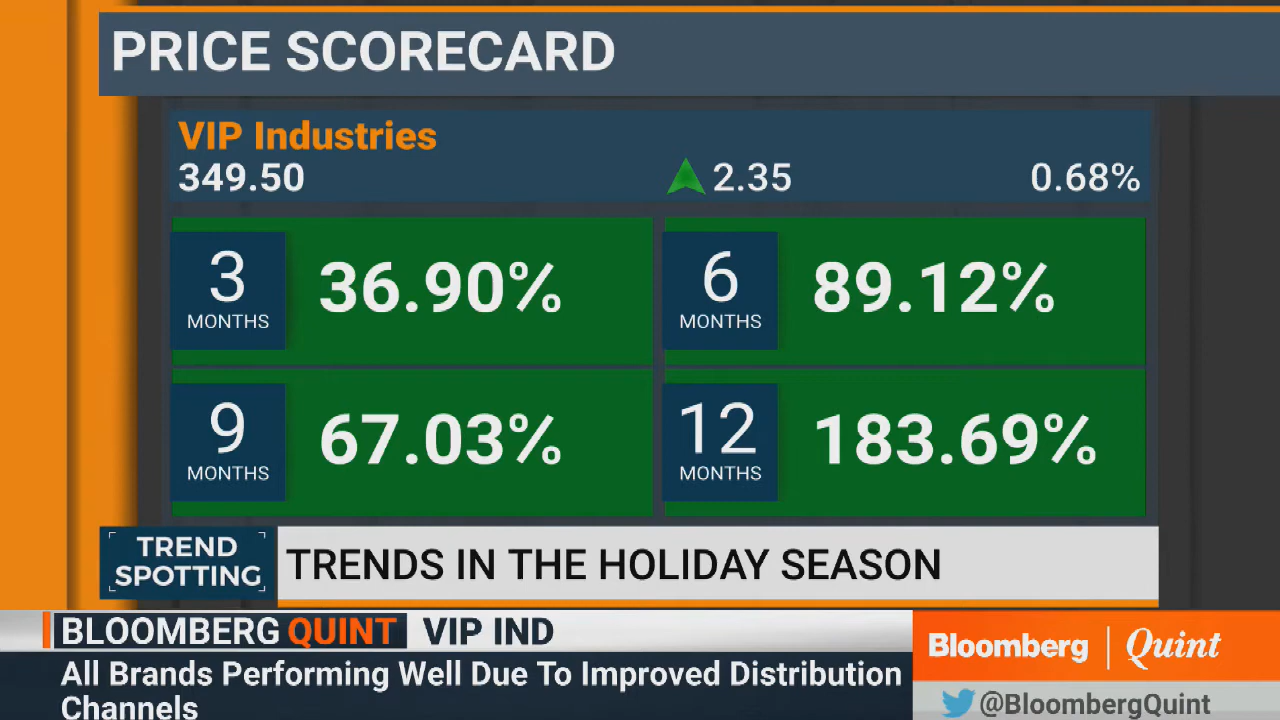 PRICE SCORECARD
VIP Industries
349.50 2.35 0.68%
3 MONTHS 36.90%
6 MONTHS 89.12%
9 MONTHS 67.03%
12 MONTHS 183.69%
TREND
SPOTTING
TRENDS IN THE HOLIDAY SEASON
BLOOMBERG QUINT VIP IND
All Brands Performing Well Due To Improved Distribution
Channels
Bloomberg | Quint
@BloombergQuint